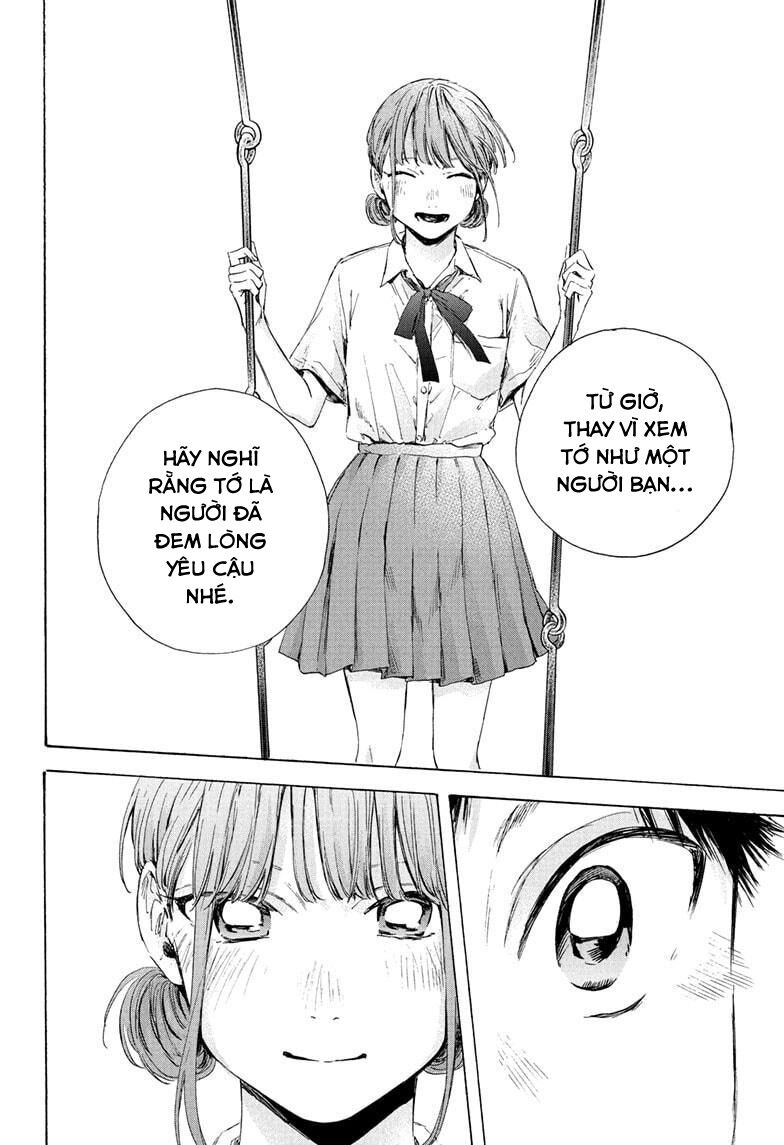 TỪ GIỜ,
THAY VÌ XEM
TỚ NHƯ MỘT
NGƯỜI BẠN...
HÃY NGHĨ
RẰNG TỚ LÀ
NGƯỜI ĐÃ
ĐEM LÒNG
YÊU CẬU
NHÉ.